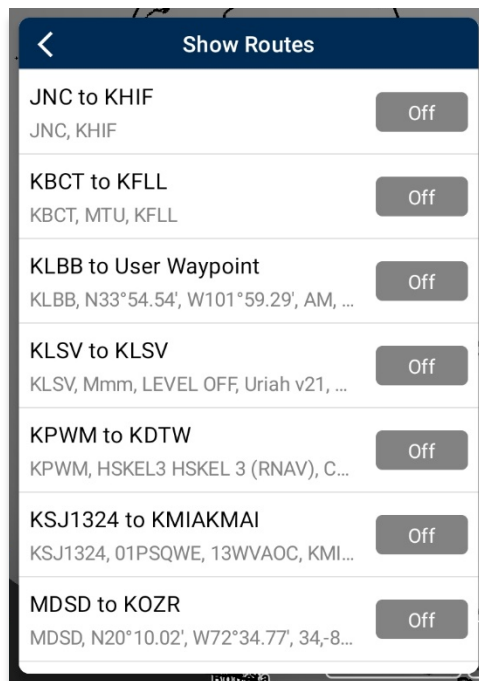 Show Routes
JNC to KHIF
Off
JNC, KHIF
KBCT to KFLL
Off
KBCT, MTU, KFLL
KLBB to User Waypoint
Off
KLBB, N33°54.54', W101°59.29', AM, ...
KLSV to KLSV
Off
KLSV, Mmm, LEVEL OFF, Uriah v21, ...
KPWM to KDTW
Off
KPWM, HSKEL3 HSKEL 3 (RNAV), C...
KSJ1324 to KMIAKMAI
Off
KSJ1324, 01PSQWE, 13WVAOC, KMI...
MDSD to KOZR
Off
MDSD, N20°10.02', W72°34.77', 34,-8...